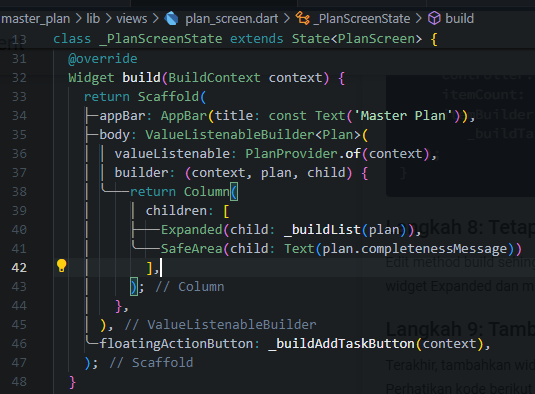 master_plan > lib > views > plan_screen.dart > _PlanScreenState > build
13 class _PlanScreenState extends State<PlanScreen> {
31 @override
32 Widget build(BuildContext context) {
33 return Scaffold(
34 appBar: AppBar(title: const Text('Master Plan')),
35 body: ValueListenableBuilder<Plan>(
36 valueListenable: PlanProvider.of(context),
37 builder: (context, plan, child) {
38 return Column(
39 children: [
40 Expanded(child: _buildList(plan)),
41 SafeArea(child: Text(plan.completenessMessage))
42 ],
43 ); // Column
44 },
45 ), // ValueListenableBuilder
46 floatingActionButton: _buildAddTaskButton(context),
47 ); // Scaffold
48 }
itemCount:
Langkah 8: Tetap
Edit method build
widget Expanded dan m
Langkah 9: Tamb
Terakhir, tambahkan wid
Perhatikan kode berikut